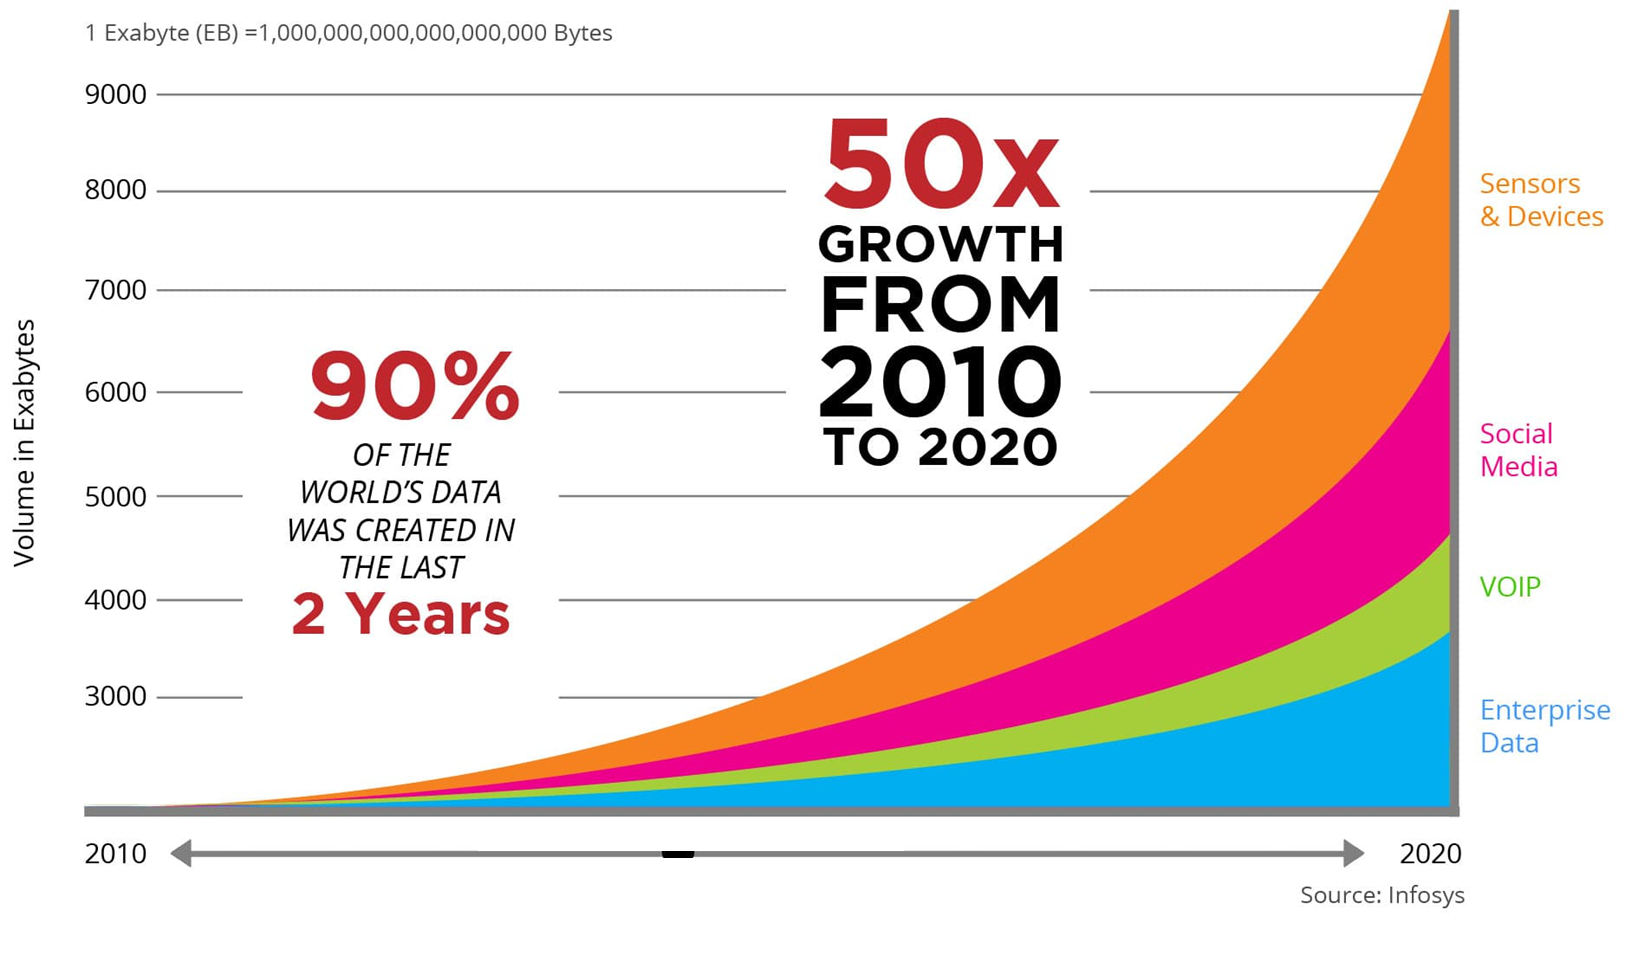 1 Exabyte (EB) =1,000,000,000,000,000,000 Bytes
9000
8000
7000
6000
5000
4000
3000
Volume in Exabytes
90%
OF THE
WORLD’S DATA
WAS CREATED IN
THE LAST
2 Years
50x
GROWTH
FROM
2010
TO 2020
Sensors
& Devices
Social
Media
VOIP
Enterprise
Data
2010
2020
Source: Infosys